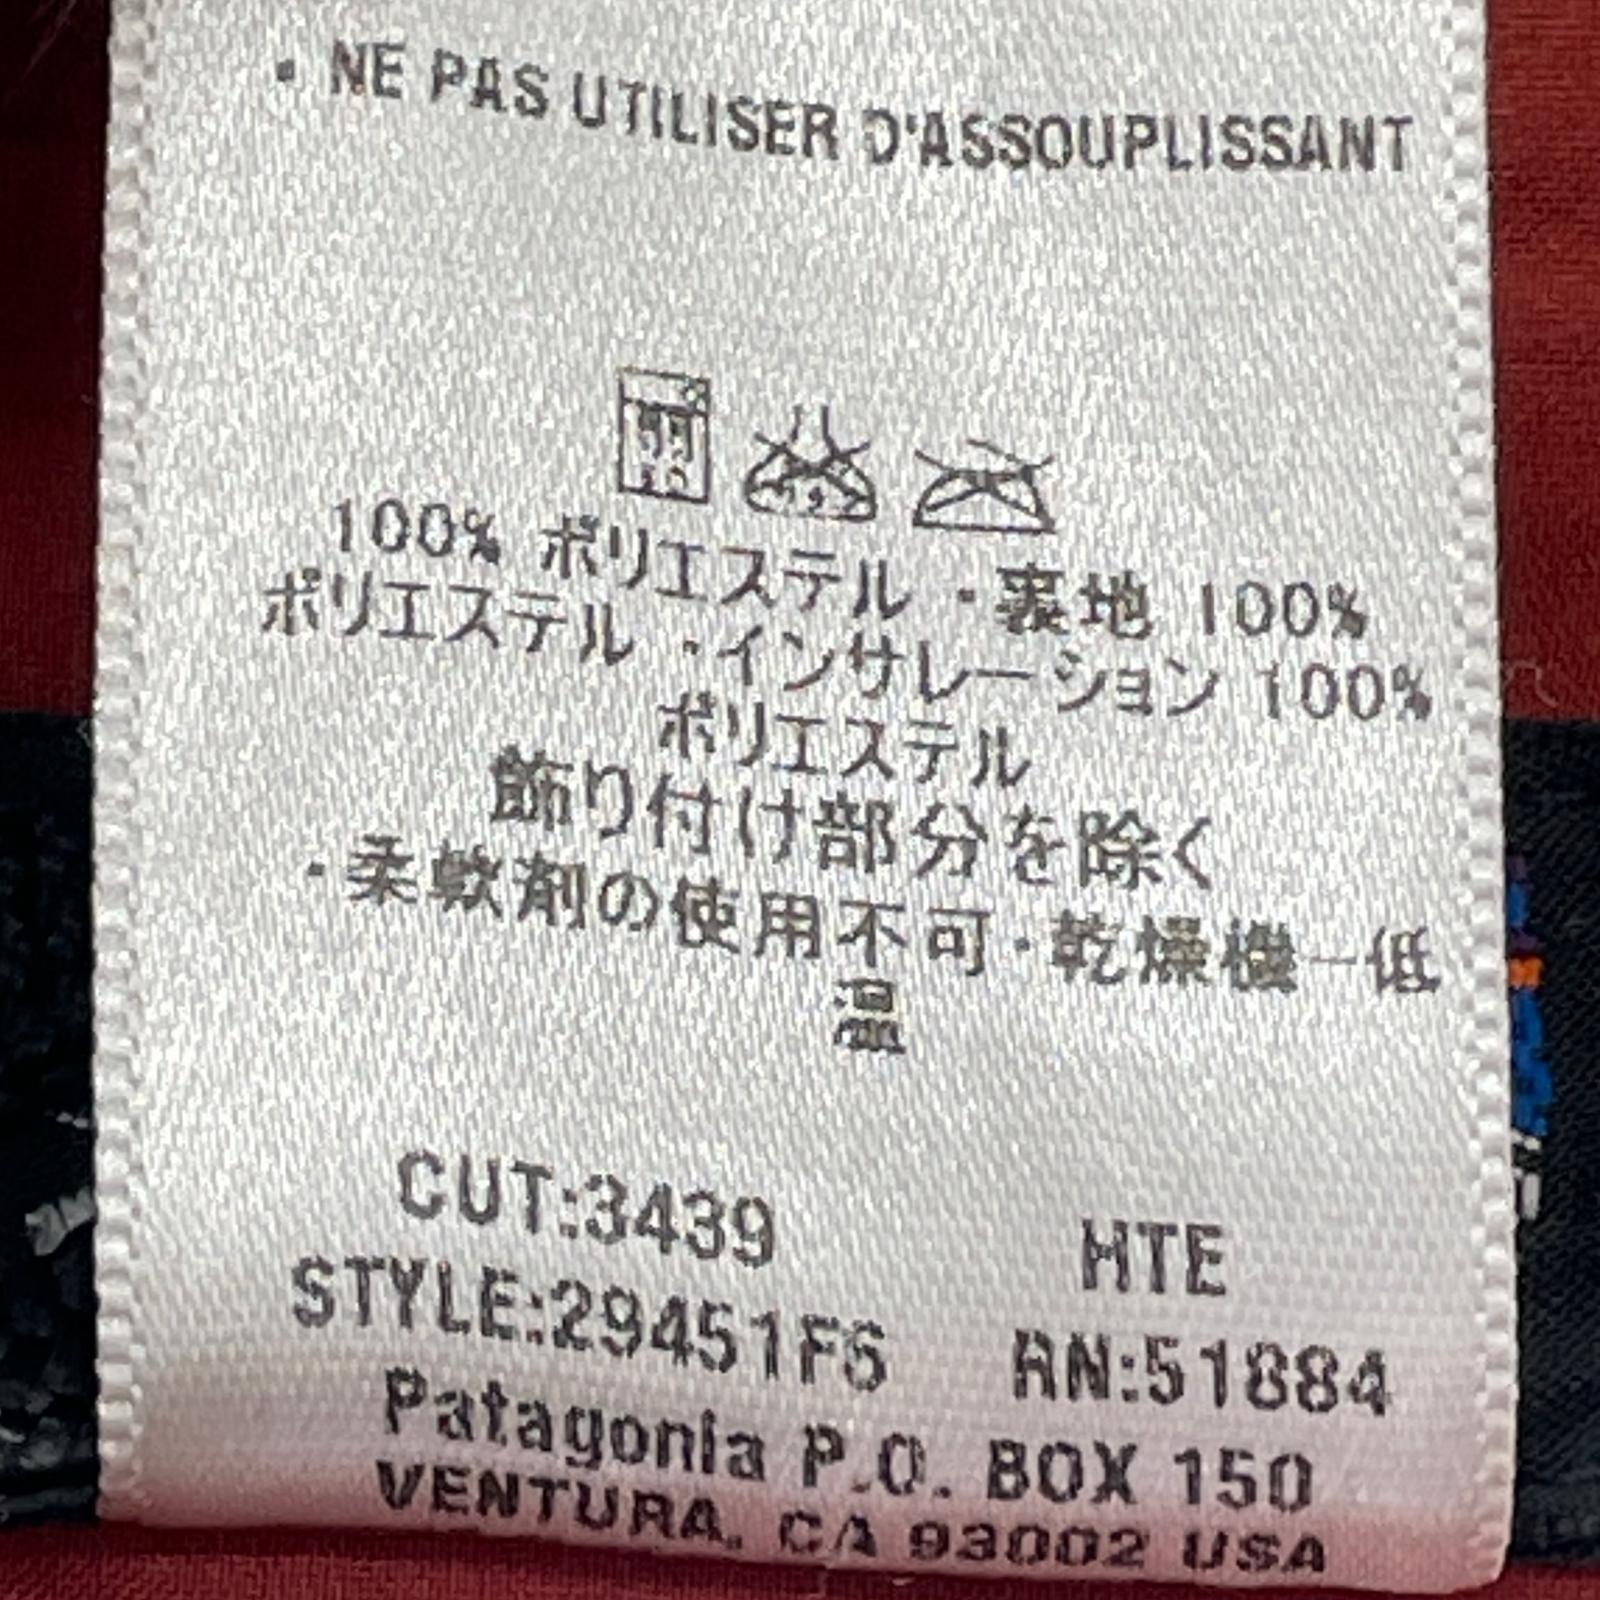 • NE PAS UTILISER D'ASSOUPLISSANT
100% ポリエステル・裏地 100%
ポリエステル・インサレーション 100%
ポリエステル
飾り付け部分を除く
・柔軟剤の使用不可・乾燥機ー低
温
CUT:3439 HTE
STYLE:29451F6 RN:51884
Patagonia P.O. BOX 150
VENTURA, CA 93002 USA